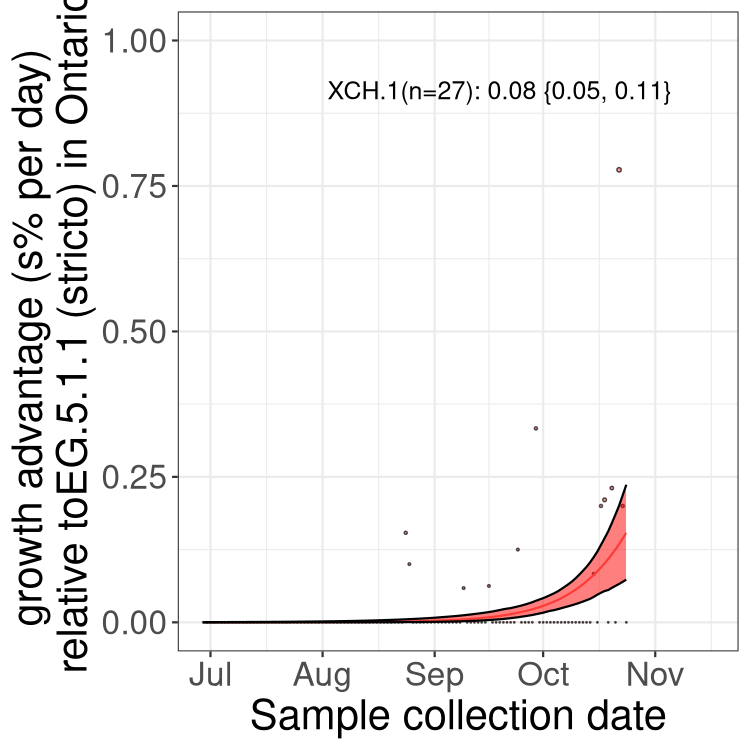 growth advantage (s% per day)
relative toEG.5.1.1 (stricto) in Ontario
1.00
0.75
0.50
0.25
0.00
XCH.1(n=27): 0.08 {0.05, 0.11}
Jul Aug Sep Oct Nov
Sample collection date